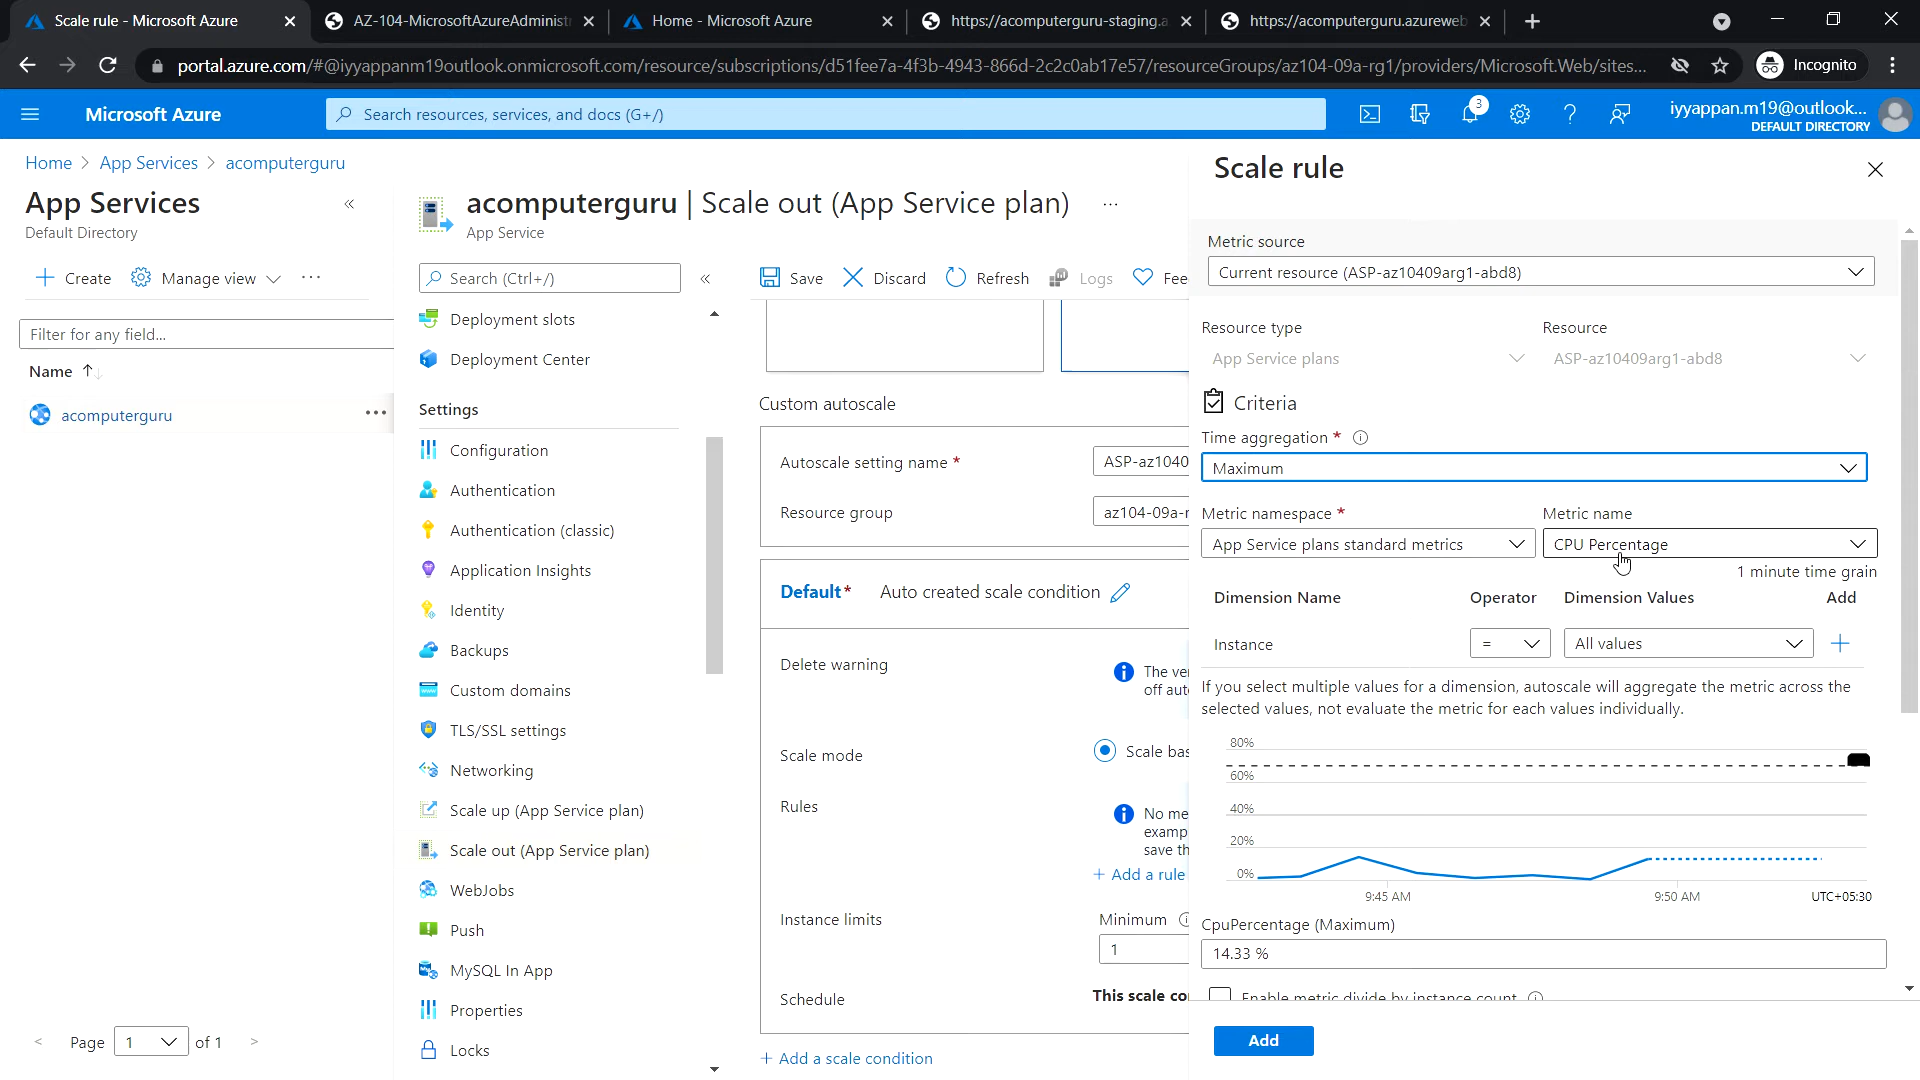 Scale rule - Microsoft Azure
AZ-104-MicrosoftAzureAdminist
Home - Microsoft Azure
https://acomputerguru-staging.a
https://acomputerguru.azureweb
portal.azure.com/#@iyyappanm19outlook.onmicrosoft.com/resource/subscriptions/d51fee7a-4f3b-4943-866d-2c2c0ab17e57/resourceGroups/az104-09a-rg1/providers/Microsoft.Web/sites...
Incognito
Microsoft Azure
Search resources, services, and docs (G+/)
3
iyyappan.m19@outlook...
DEFAULT DIRECTORY
Home > App Services > acomputerguru
App Services
Default Directory
Create
Manage view
Filter for any field...
Name
acomputerguru
Page 1 of 1
acomputerguru | Scale out (App Service plan)
App Service
Search (Ctrl+/)
Deployment slots
Deployment Center
Settings
Configuration
Authentication
Authentication (classic)
Application Insights
Identity
Backups
Custom domains
TLS/SSL settings
Networking
Scale up (App Service plan)
Scale out (App Service plan)
WebJobs
Push
MySQL In App
Properties
Locks
Save
Discard
Refresh
Logs
Fee
Custom autoscale
Autoscale setting name *
ASP-az1040
Resource group
az104-09a-r
Default*
Auto created scale condition
Delete warning
The ver
off aut
Scale mode
Scale bas
Rules
No me
examp
save th
+ Add a rule
Instance limits
Minimum
1
Schedule
This scale co
+ Add a scale condition
Scale rule
Metric source
Current resource (ASP-az10409arg1-abd8)
Resource type
App Service plans
Resource
ASP-az10409arg1-abd8
Criteria
Time aggregation *
Maximum
Metric namespace *
App Service plans standard metrics
Metric name
CPU Percentage
1 minute time grain
Dimension Name
Operator
Dimension Values
Add
Instance
=
All values
If you select multiple values for a dimension, autoscale will aggregate the metric across the
selected values, not evaluate the metric for each values individually.
80%
60%
40%
20%
0%
9:45 AM
9:50 AM
UTC+05:30
CpuPercentage (Maximum)
14.33 %
Enable metric divide by instance count
Add